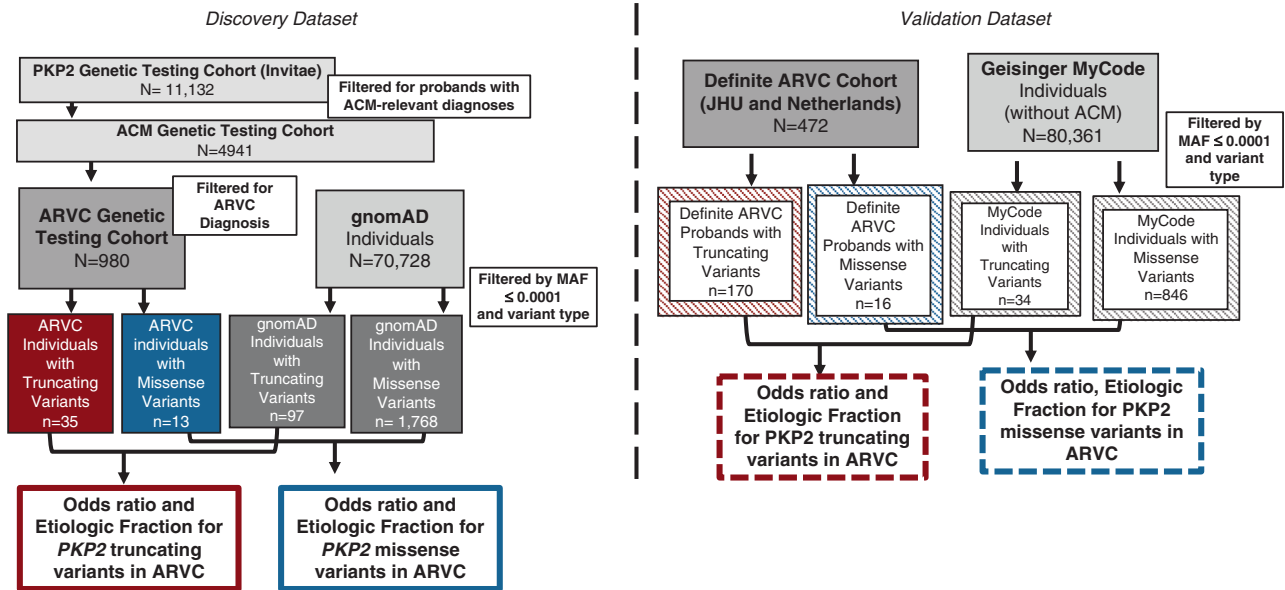 Discovery Dataset
PKP2 Genetic Testing Cohort (Invitae)
N= 11,132
Filtered for probands with
ACM-relevant diagnoses
ACM Genetic Testing Cohort
N=4941
Filtered for
ARVC
Diagnosis
ARVC Genetic
Testing Cohort
N=980
gnomAD
Individuals
N=70,728
Filtered by MAF
≤ 0.0001
and variant type
ARVC
Individuals
with
Truncating
Variants
n=35
ARVC
individuals
with
Missense
Variants
n=13
gnomAD
Individuals
with
Truncating
Variants
n=97
gnomAD
Individuals
with
Missense
Variants
n= 1,768
Odds ratio and
Etiologic Fraction for
PKP2 truncating
variants in ARVC
Odds ratio and
Etiologic Fraction for
PKP2 missense
variants in ARVC
Validation Dataset
Definite ARVC Cohort
(JHU and Netherlands)
N=472
Geisinger MyCode
Individuals
(without ACM)
N=80,361
Filtered by
MAF ≤ 0.0001
and variant
type
Definite ARVC
Probands with
Truncating
Variants
n=170
Definite
ARVC
Probands with
Missense
Variants
n=16
MyCode
Individuals
with
Truncating
Variants
n=34
MyCode
Individuals with
Missense
Variants
n=846
Odds ratio and
Etiologic Fraction
for PKP2 truncating
variants in ARVC
Odds ratio, Etiologic
Fraction for PKP2
missense variants in
ARVC